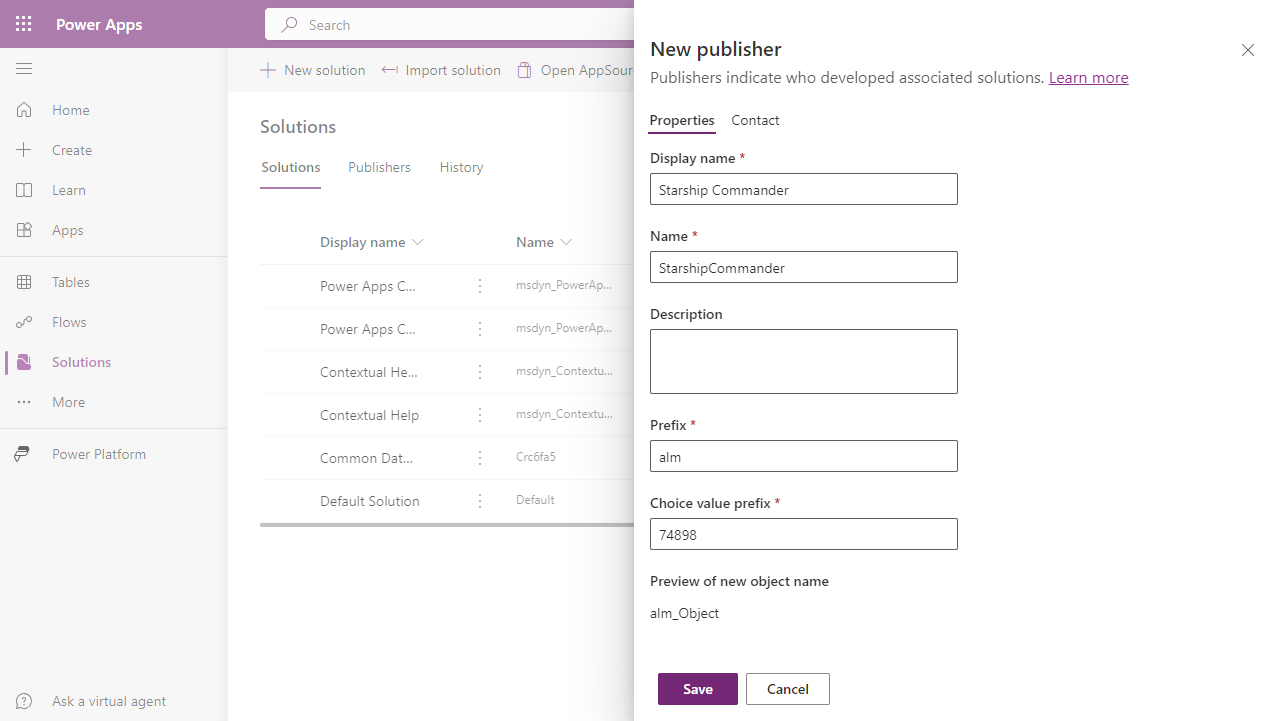 Power Apps
Search
New solution
Import solution
Open AppSour
Home
Create
Learn
Apps
Tables
Flows
Solutions
More
Power Platform
Ask a virtual agent
Solutions
Solutions
Publishers
History
Display name
Name
Power Apps C...
msdyn_PowerAp...
Power Apps C...
msdyn_PowerAp...
Contextual He...
msdyn_Contextu...
Contextual Help
msdyn_Contextu...
Common Dat...
Crc6fa5
Default Solution
Default
New publisher
Publishers indicate who developed associated solutions. Learn more
Properties
Contact
Display name *
Starship Commander
Name *
StarshipCommander
Description
Prefix *
alm
Choice value prefix *
74898
Preview of new object name
alm_Object
Save
Cancel